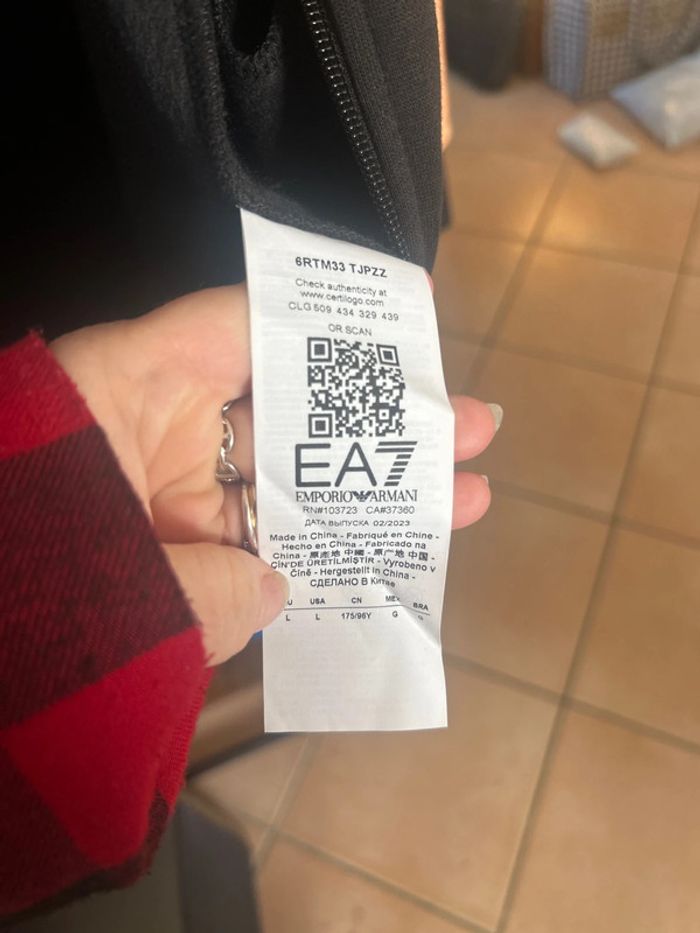 6RTM33 TJPZZ
Check authenticity at
www.certilogo.com
CLG 509 434 329 439
OR SCAN
EA7
EMPORIO ARMANI
RN#103723 CA#37360
ДАТА ВЫПУСКА 02/2023
Made in China - Fabriqué en Chine -
Hecho en China - Fabricado na
China - 原產地 中國 - 原产地 中国 -
ÇİN'DE ÜRETİLMİŞTİR - Vyrobeno v
Číně - Hergestellt in China -
СДЕЛАНО В Китае
USA CN MEX BRA
L L 175/96Y G G